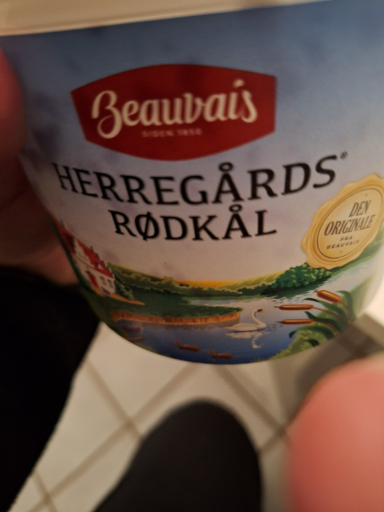 Beauvais
SIDEN 1850
HERREGÅRDS®
RØDKÅL
DEN
ORIGINALE
FRA
BEAUVAIS